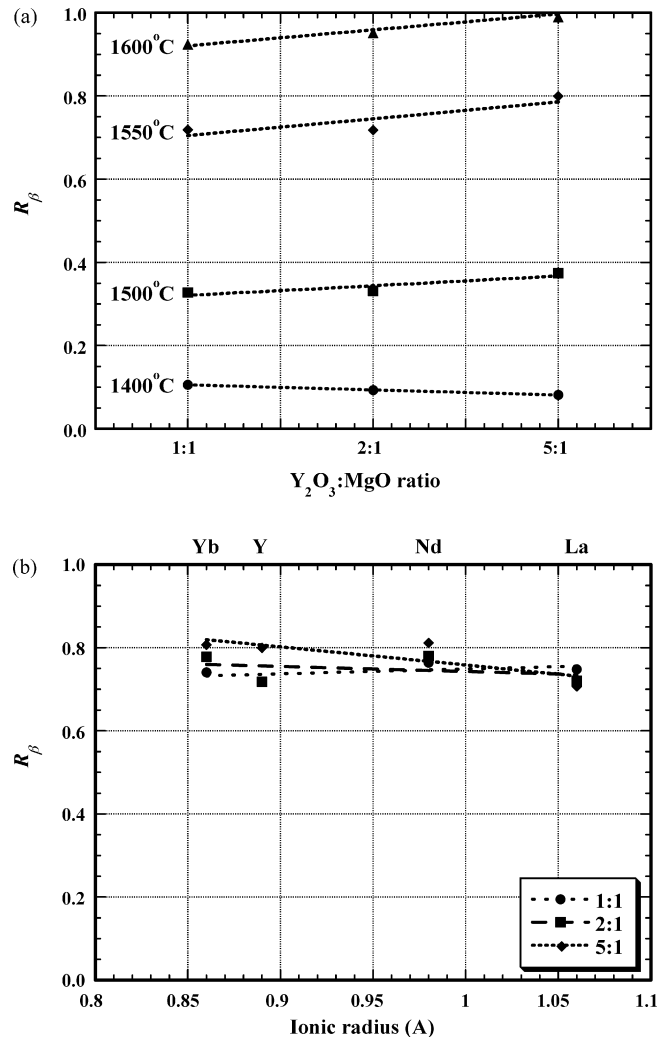 (a)
1.0
0.8
0.6
0.4
0.2
0.0
Rβ
1600°C
1550°C
1500°C
1400°C
1:1
2:1
5:1
Y₂O₃:MgO ratio
(b)
Yb
Y
Nd
La
1.0
0.8
0.6
0.4
0.2
0.0
Rβ
1:1
2:1
5:1
0.8
0.85
0.9
0.95
1
1.05
1.1
Ionic radius (A)